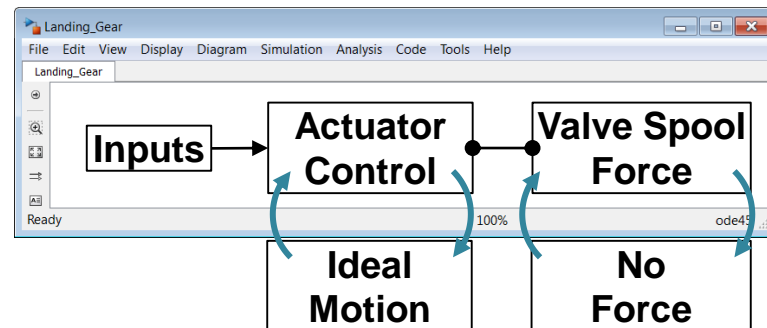 Landing_Gear
File Edit View Display Diagram Simulation Analysis Code Tools Help
Landing_Gear
Inputs
Actuator
Control
Valve Spool
Force
Ready 100% ode45
Ideal
Motion
No
Force